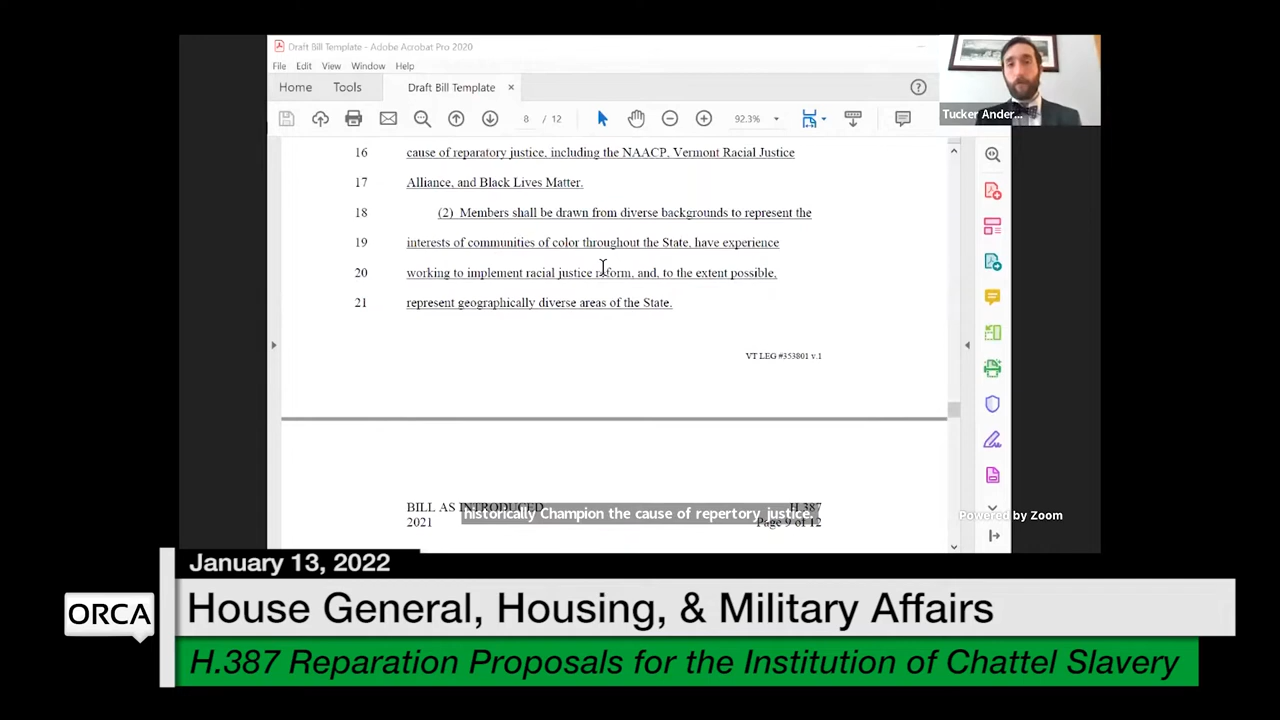 Draft Bill Template - Adobe Acrobat Pro 2020
File Edit View Window Help
Home Tools Draft Bill Template ×
8 / 12 92.3%
Tucker Ander...
16 cause of reparatory justice, including the NAACP, Vermont Racial Justice
17 Alliance, and Black Lives Matter.
18 (2) Members shall be drawn from diverse backgrounds to represent the
19 interests of communities of color throughout the State, have experience
20 working to implement racial justice reform, and, to the extent possible,
21 represent geographically diverse areas of the State.
VT LEG #353801 v.1
BILL AS INTRODUCED H.387
historically Champion the cause of repertory justice.
2021 Page 9 of 12
Powered by Zoom
January 13, 2022
ORCA
House General, Housing, & Military Affairs
H.387 Reparation Proposals for the Institution of Chattel Slavery